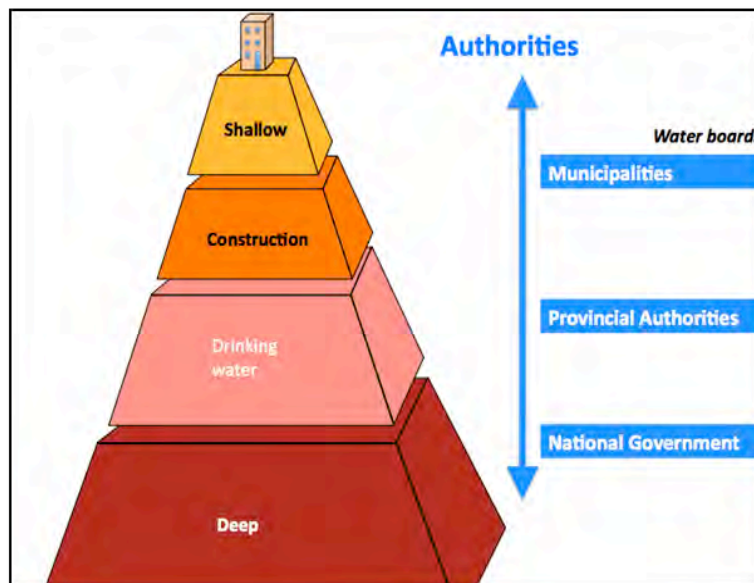 Authorities
Shallow
Water board
Municipalities
Construction
Provincial Authorities
Drinking
water
National Government
Deep